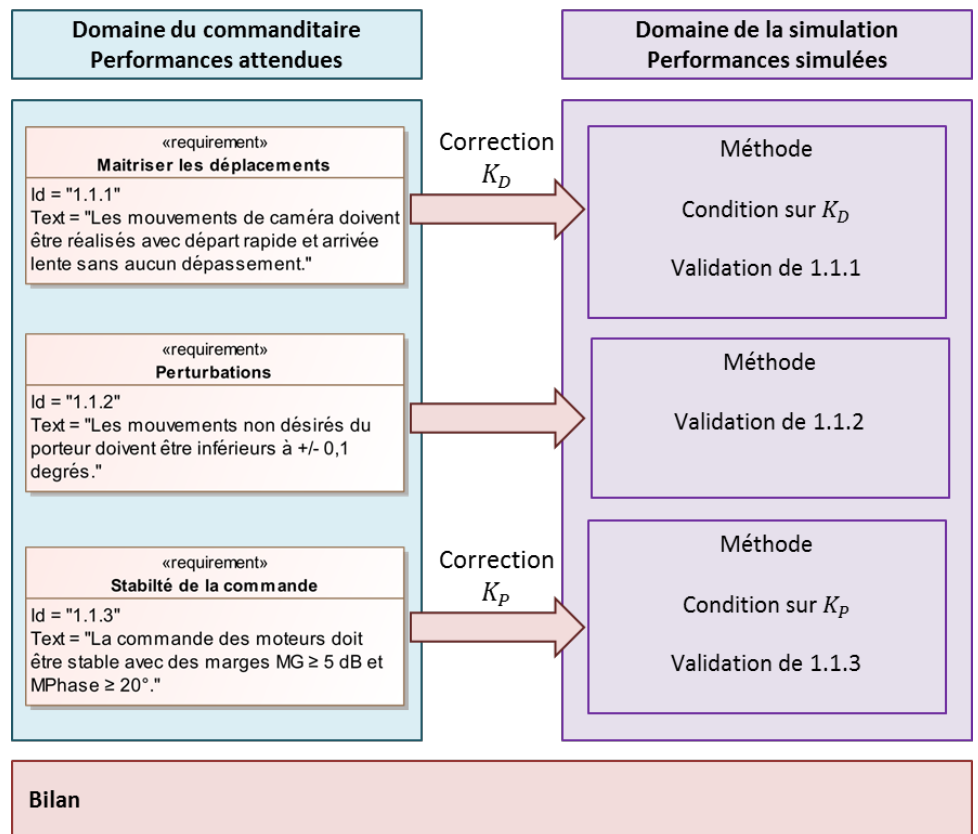 Domaine du commanditaire
Performances attendues
Domaine de la simulation
Performances simulées
«requirement»
Maitriser les déplacements
Id = "1.1.1"
Text = "Les mouvements de caméra doivent
être réalisés avec départ rapide et arrivée
lente sans aucun dépassement."
Correction
K_D
Méthode
Condition sur K_D
Validation de 1.1.1
«requirement»
Perturbations
Id = "1.1.2"
Text = "Les mouvements non désirés du
porteur doivent être inférieurs à +/- 0,1
degrés."
Méthode
Validation de 1.1.2
«requirement»
Stabilté de la commande
Id = "1.1.3"
Text = "La commande des moteurs doit
être stable avec des marges MG ≥ 5 dB et
MPhase ≥ 20°."
Correction
K_P
Méthode
Condition sur K_P
Validation de 1.1.3
Bilan